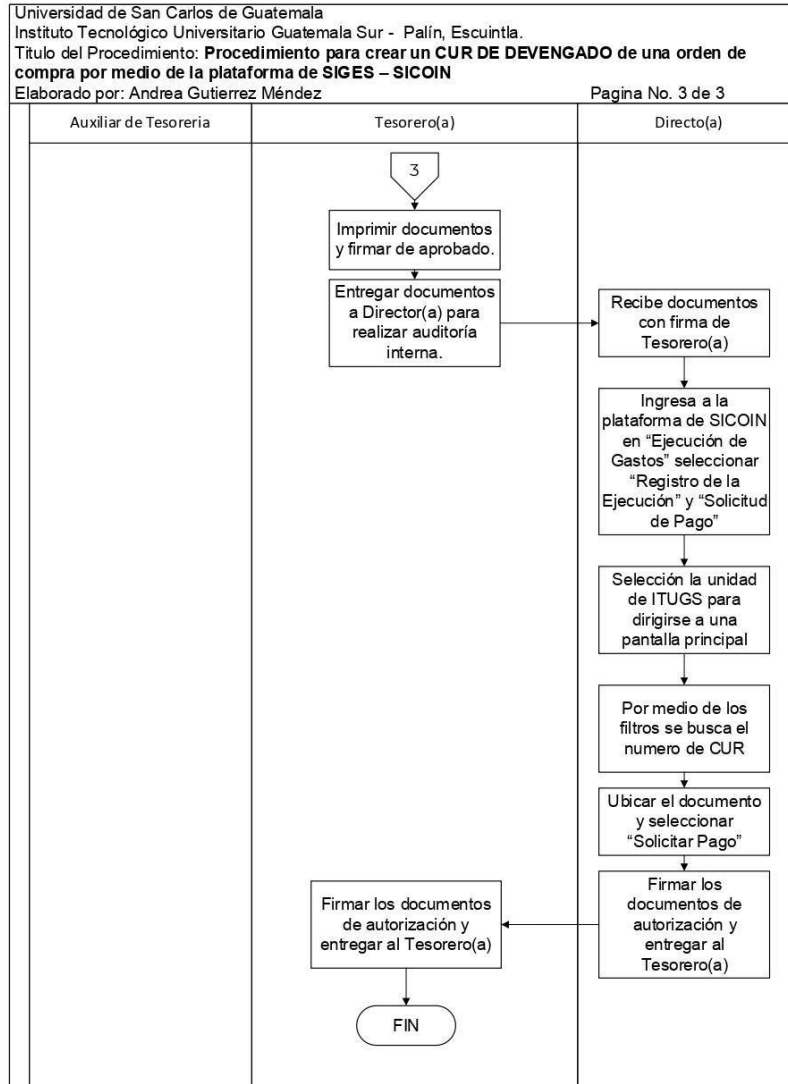 Universidad de San Carlos de Guatemala
Instituto Tecnológico Universitario Guatemala Sur - Palín, Escuintla.
Titulo del Procedimiento: Procedimiento para crear un CUR DE DEVENGADO de una orden de
compra por medio de la plataforma de SIGES – SICOIN
Elaborado por: Andrea Gutierrez Méndez
Pagina No. 3 de 3
Auxiliar de Tesoreria
Tesorero(a)
Directo(a)
3
Imprimir documentos
y firmar de aprobado.
Entregar documentos
a Director(a) para
realizar auditoría
interna.
Recibe documentos
con firma de
Tesorero(a)
Ingresa a la
plataforma de SICOIN
en “Ejecución de
Gastos” seleccionar
“Registro de la
Ejecución” y “Solicitud
de Pago”
Selección la unidad
de ITUGS para
dirigirse a una
pantalla principal
Por medio de los
filtros se busca el
numero de CUR
Ubicar el documento
y seleccionar
“Solicitar Pago”
Firmar los
documentos de
autorización y
entregar al
Tesorero(a)
Firmar los documentos
de autorización y
entregar al Tesorero(a)
FIN